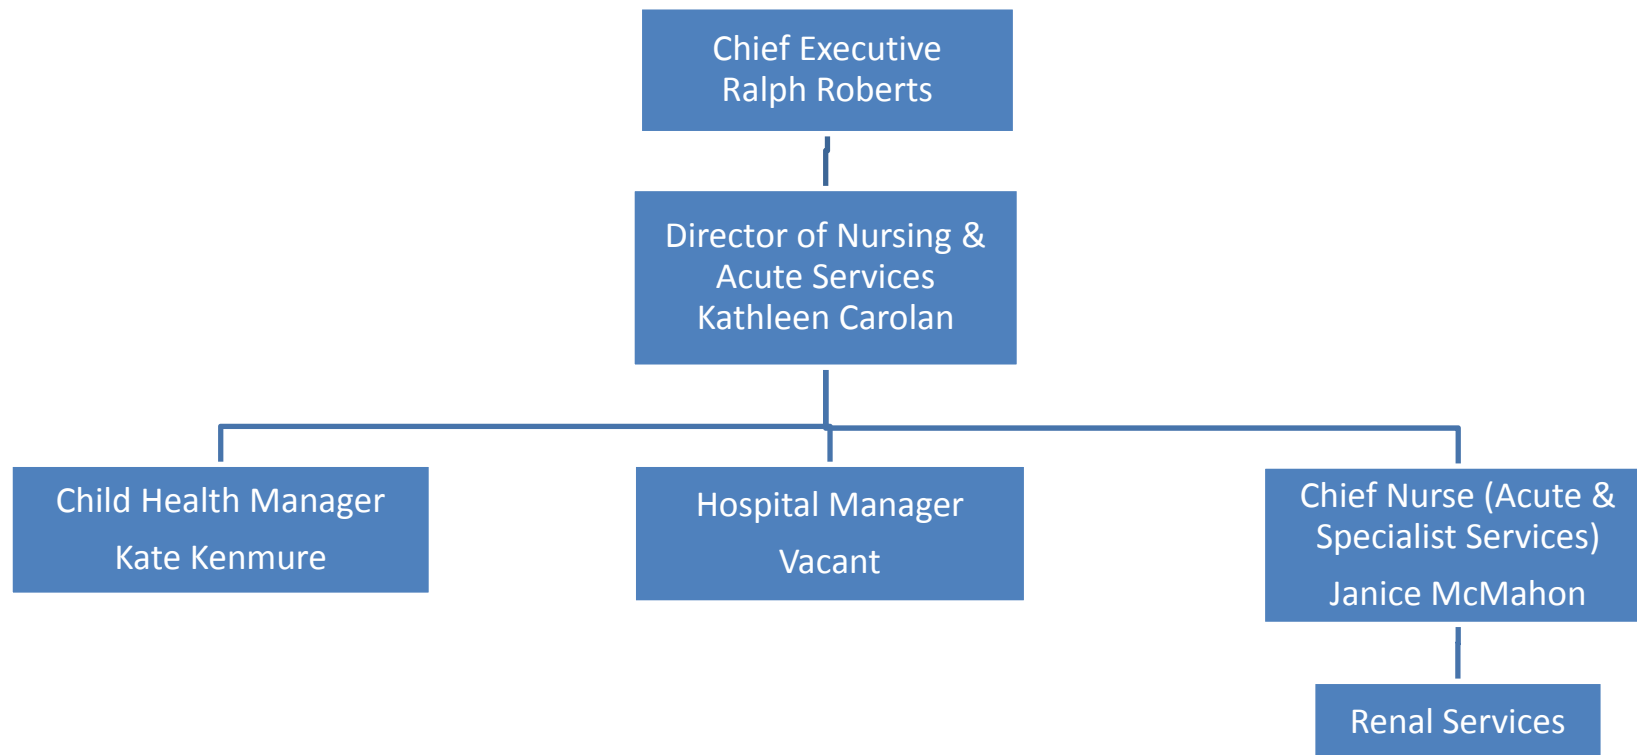 Chief Executive
Ralph Roberts
Director of Nursing &
Acute Services
Kathleen Carolan
Child Health Manager
Kate Kenmure
Hospital Manager
Vacant
Chief Nurse (Acute &
Specialist Services)
Janice McMahon
Renal Services